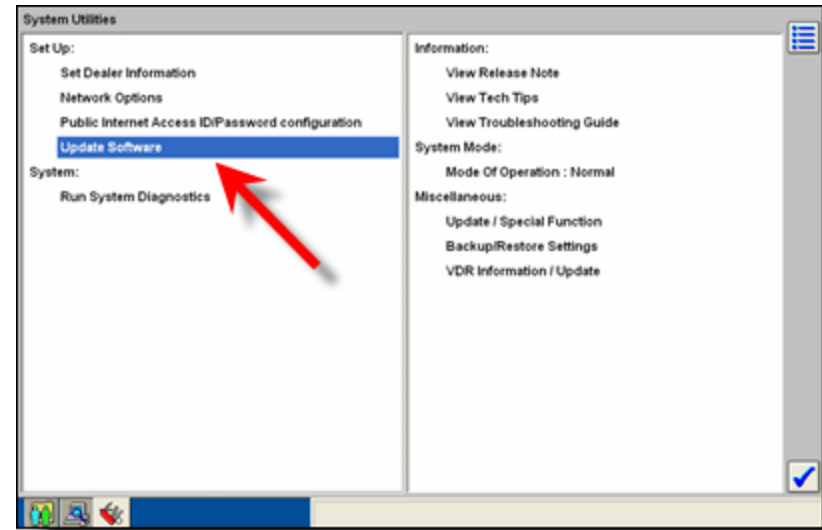 System Utilities
Set Up:
Set Dealer Information
Network Options
Public Internet Access ID/Password configuration
Update Software
System:
Run System Diagnostics
Information:
View Release Note
View Tech Tips
View Troubleshooting Guide
System Mode:
Mode Of Operation : Normal
Miscellaneous:
Update / Special Function
Backup/Restore Settings
VDR Information / Update